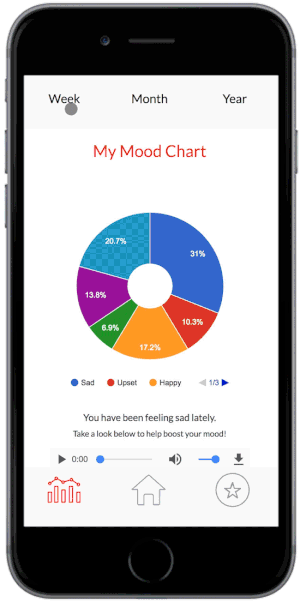 Week Month Year
My Mood Chart
20.7% 31%
13.8%
6.9% 10.3%
17.2%
Sad Upset Happy 1/3
You have been feeling sad lately.
Take a look below to help boost your mood!
0:00